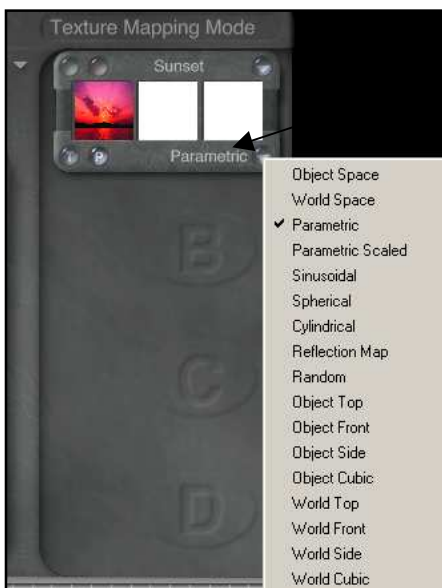 Texture Mapping Mode
Sunset
T P Parametric
Object Space
World Space
Parametric
Parametric Scaled
Sinusoidal
Spherical
Cylindrical
Reflection Map
Random
Object Top
Object Front
Object Side
Object Cubic
World Top
World Front
World Side
World Cubic
B
C
D